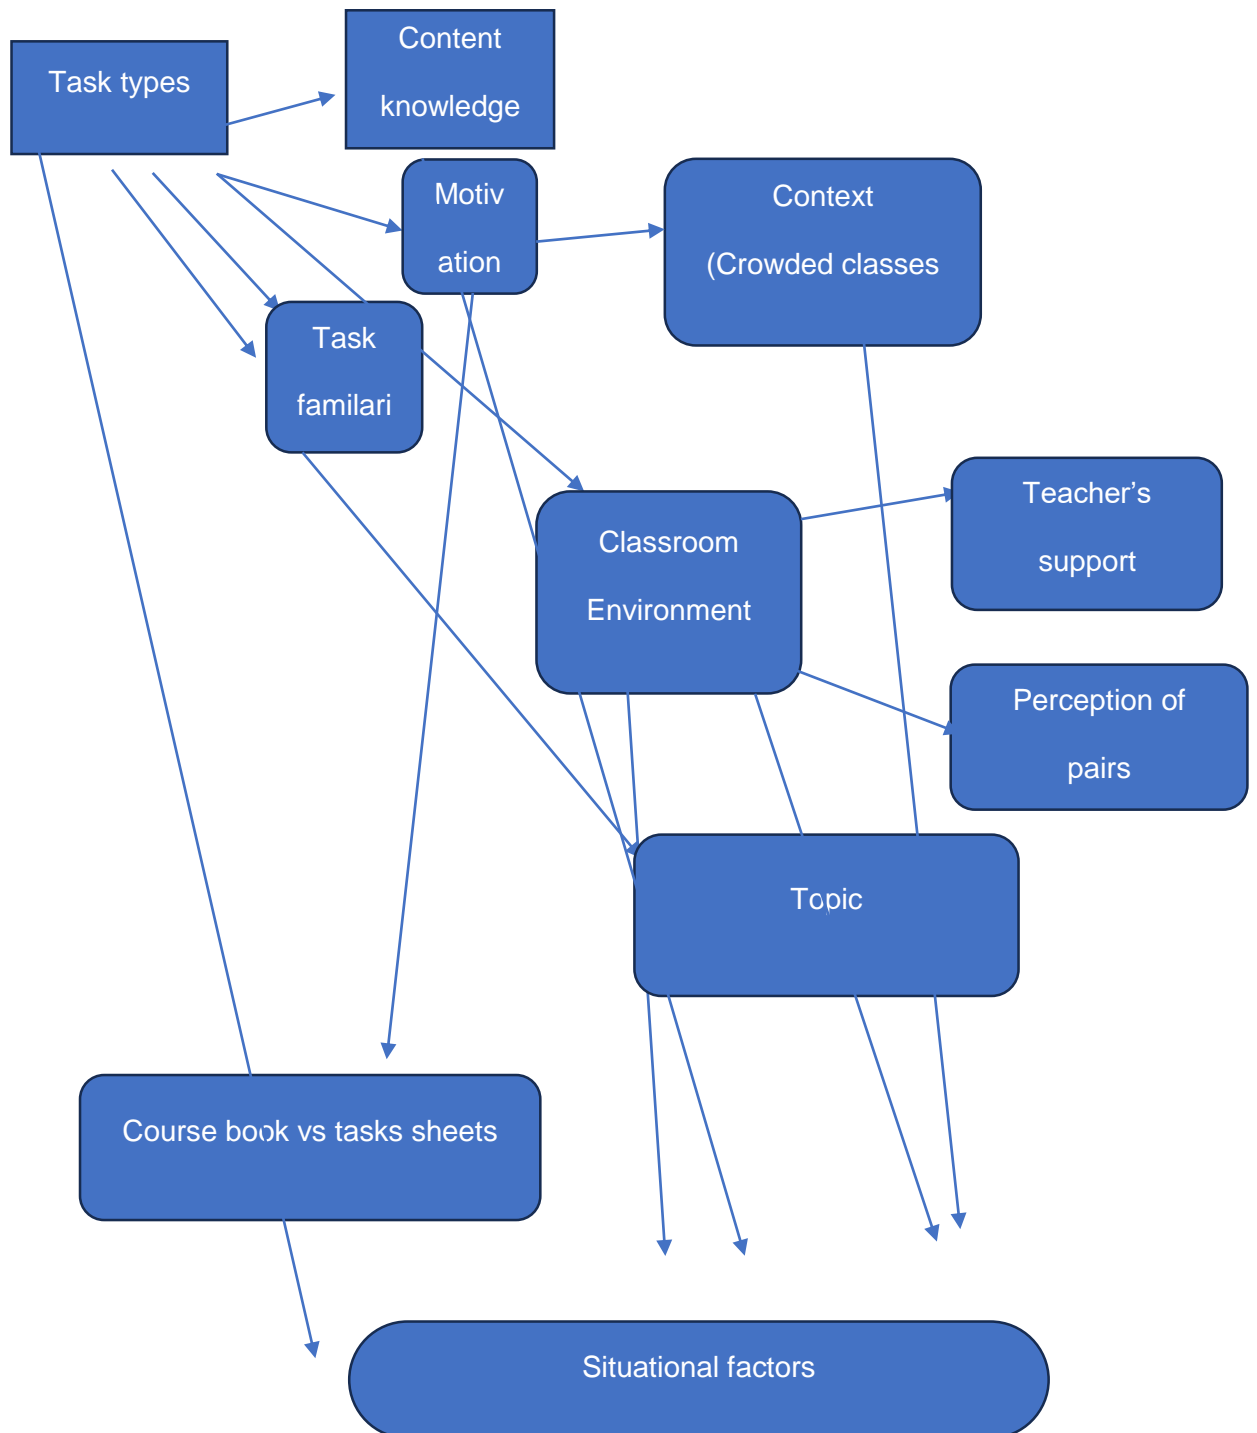 Content
knowledge
Task types
Motiv
ation
Context
(Crowded classes
Task
familari
Teacher’s
support
Classroom
Environment
Perception of
pairs
Topic
Course book vs tasks sheets
Situational factors